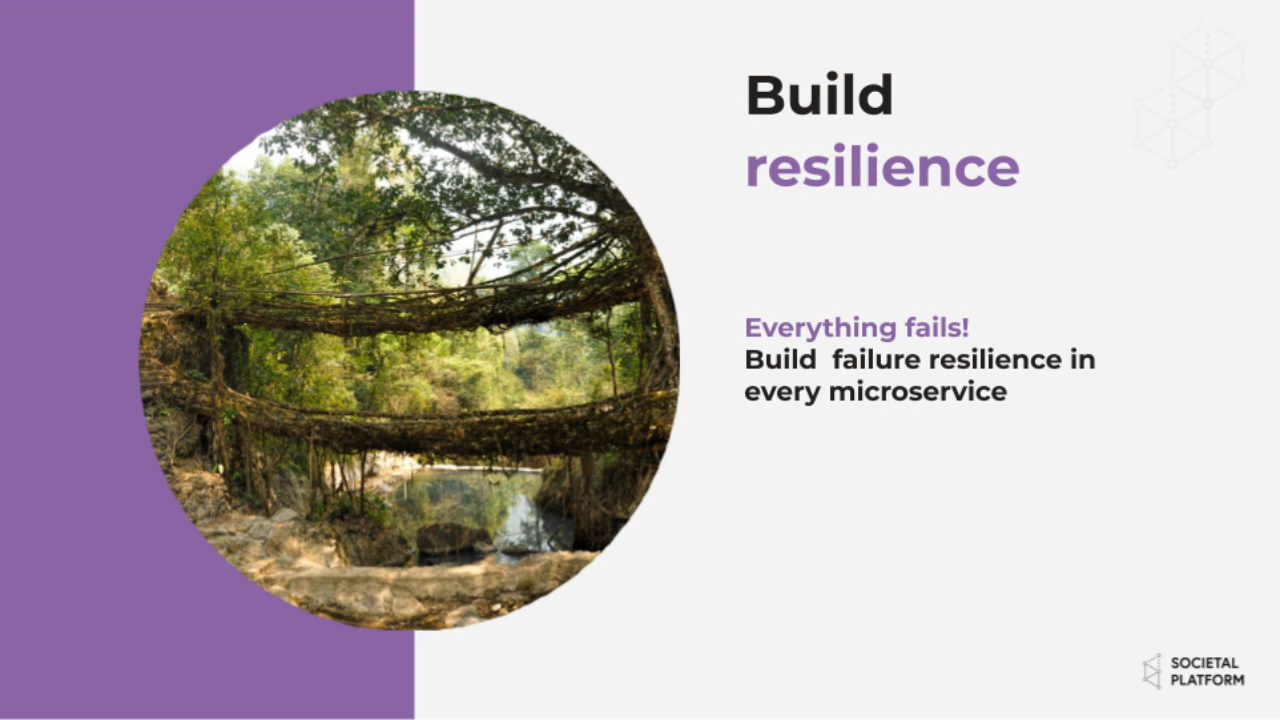 Build
resilience
Everything fails!
Build  failure resilience in
every microservice
SOCIETAL
PLATFORM